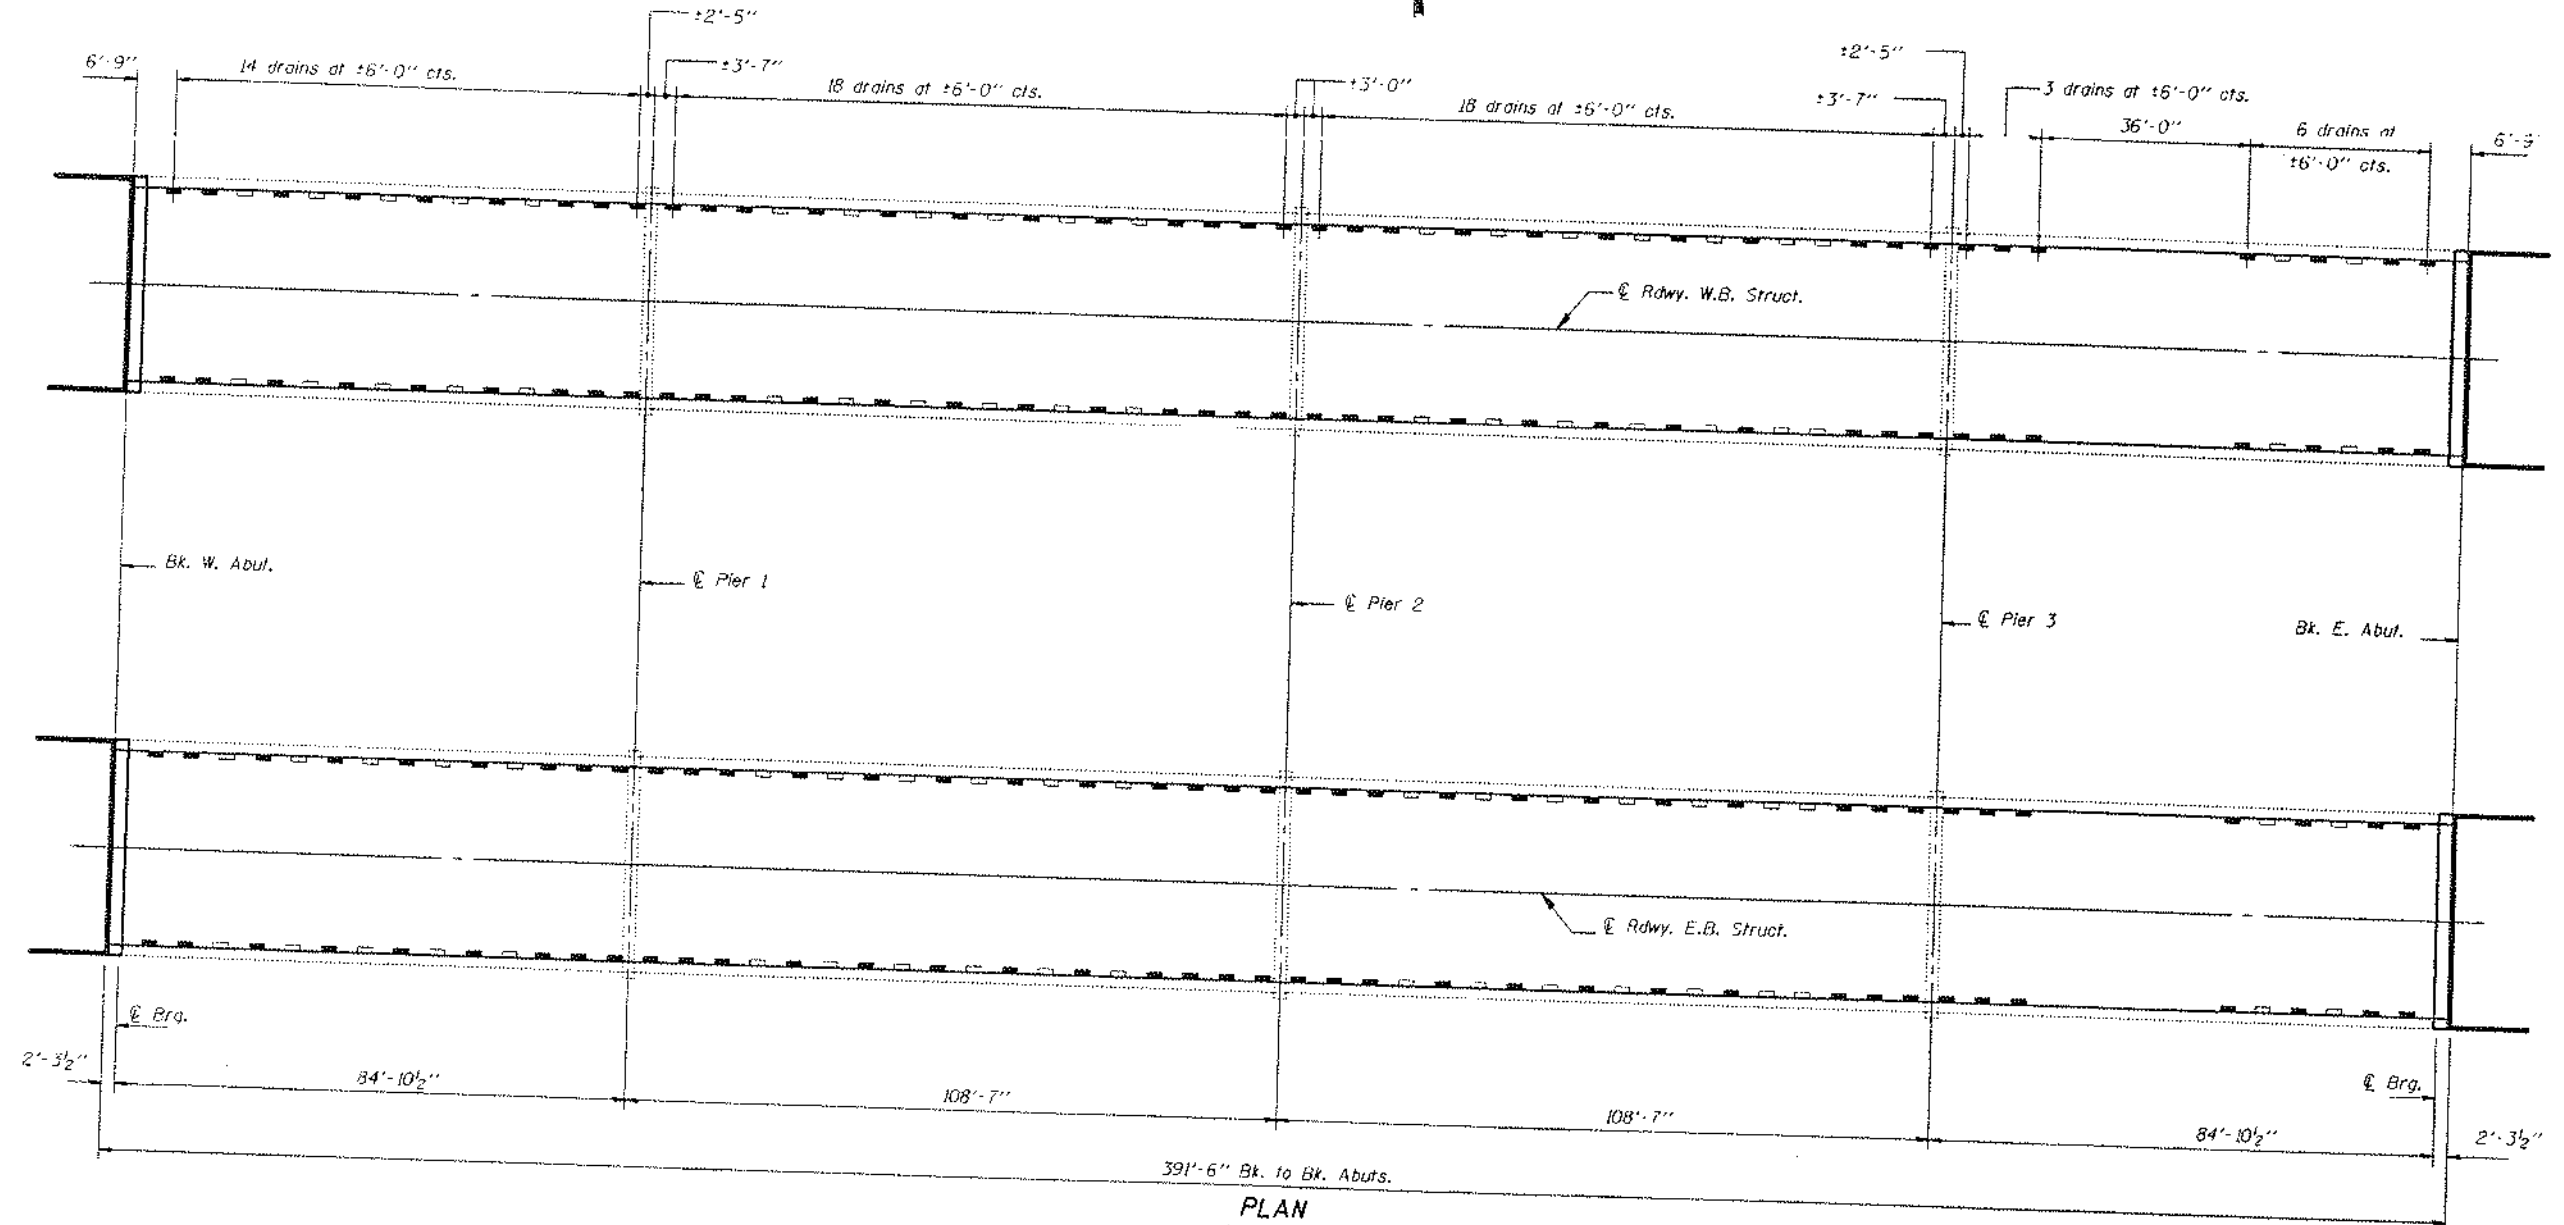 ±2'-5"
±2'-5"
6'-9"
14 drains at ±6'-0" cts.
±3'-7"
18 drains at ±6'-0" cts.
±3'-0"
18 drains at ±6'-0" cts.
±3'-7"
3 drains at ±6'-0" cts.
36'-0"
6 drains at
±6'-0" cts.
6'-9"
℄ Rdwy. W.B. Struct.
Bk. W. Abut.
℄ Pier 1
℄ Pier 2
℄ Pier 3
Bk. E. Abut.
℄ Rdwy. E.B. Struct.
℄ Brg.
℄ Brg.
2'-3½"
84'-10½"
108'-7"
108'-7"
84'-10½"
2'-3½"
391'-6" Bk. to Bk. Abuts.
PLAN